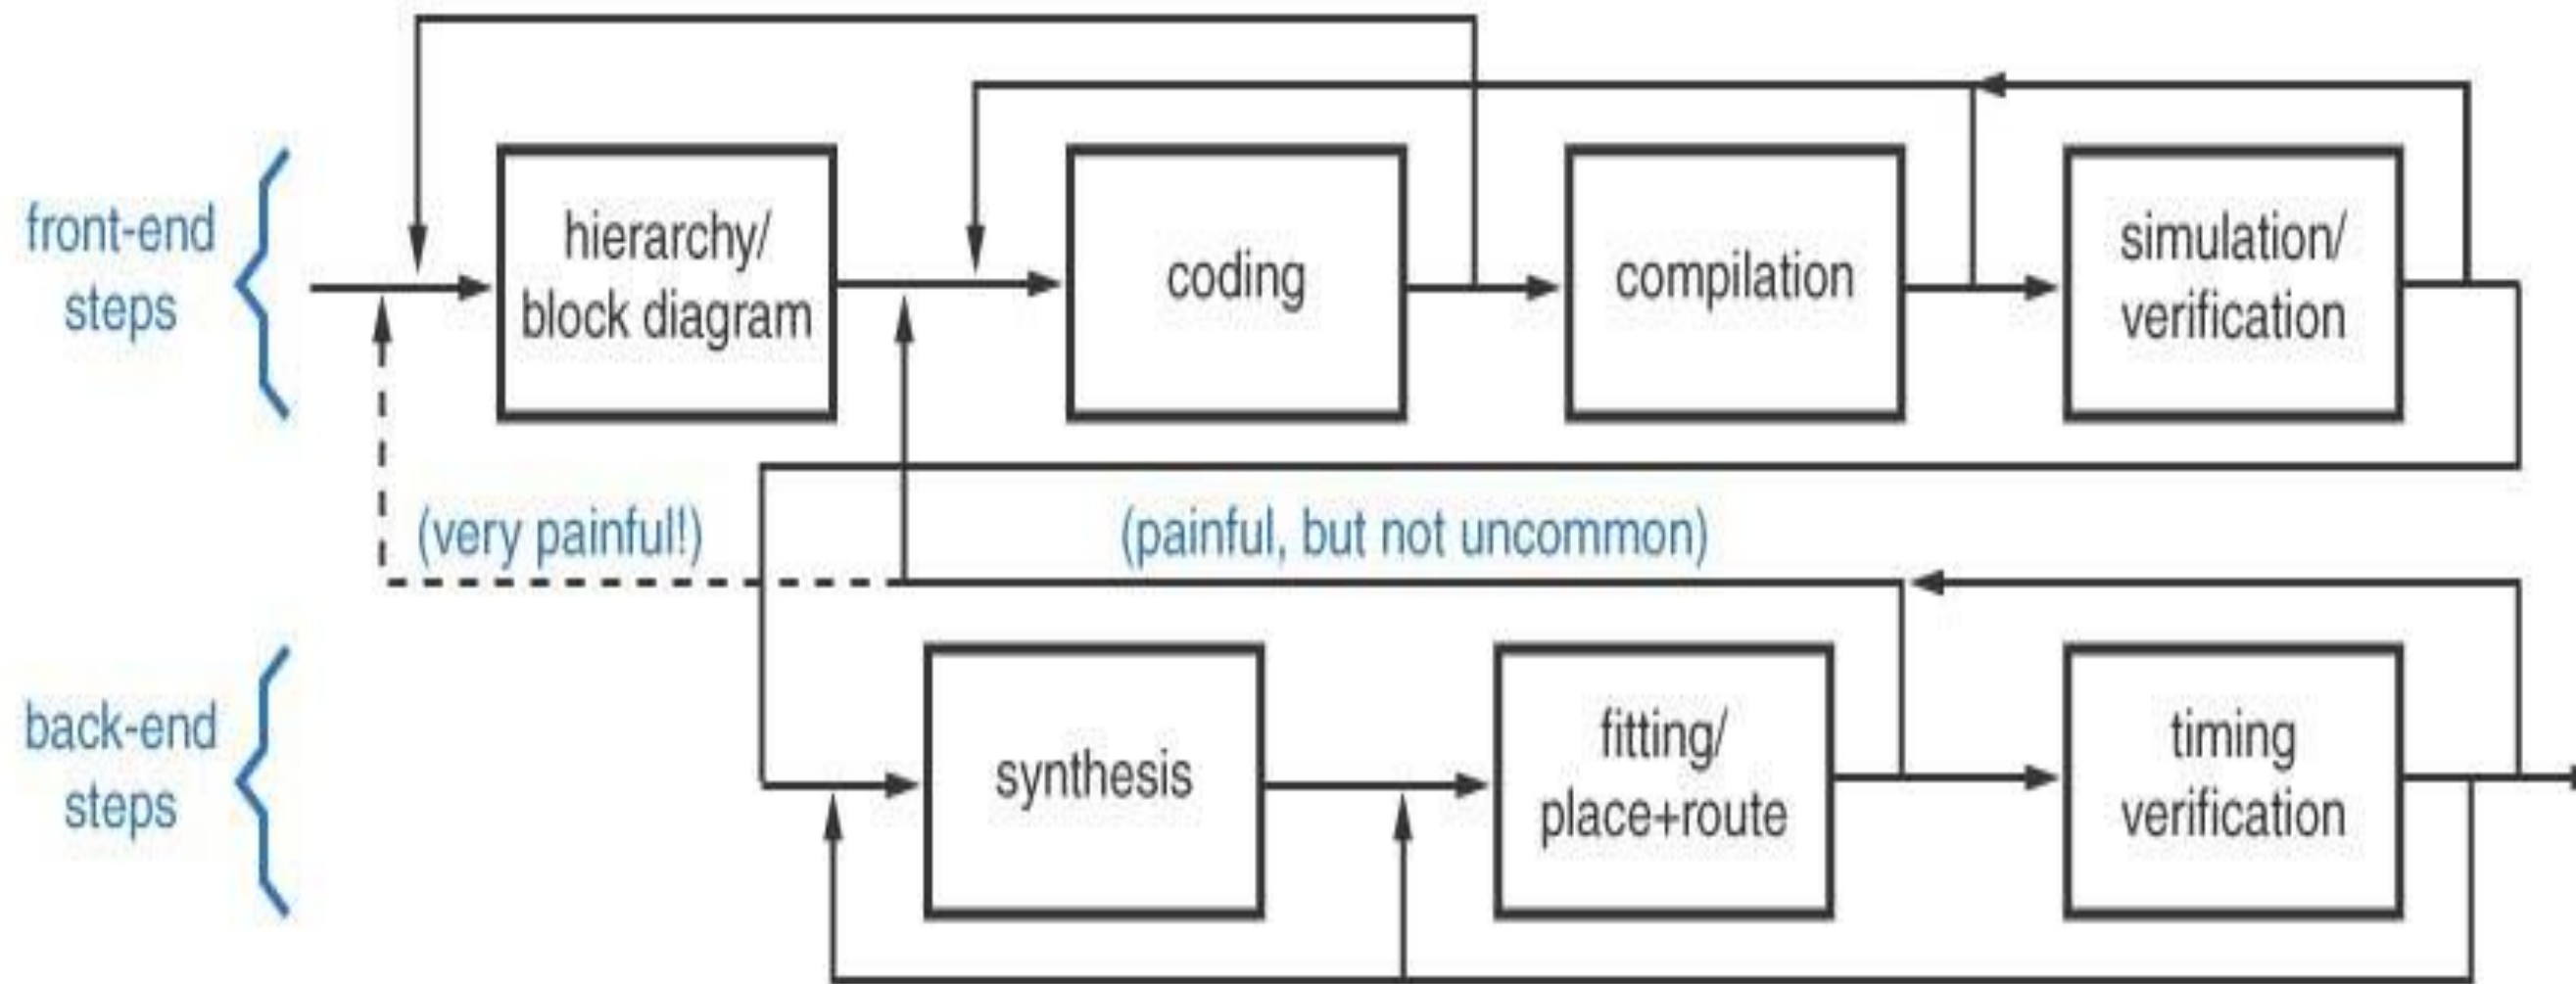 front-end
steps
hierarchy/
block diagram
coding
compilation
simulation/
verification
(very painful!)
(painful, but not uncommon)
back-end
steps
synthesis
fitting/
place+route
timing
verification